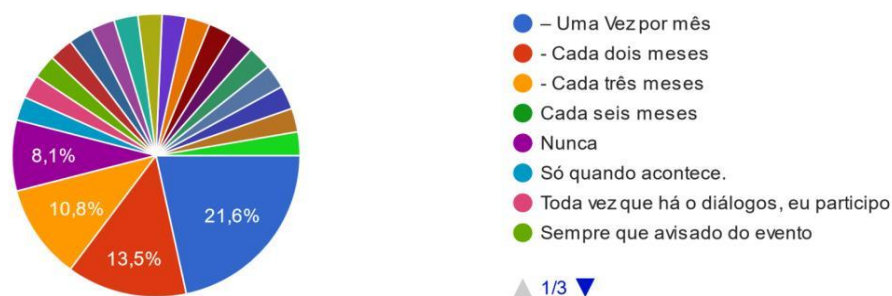 – Uma Vez por mês
- Cada dois meses
- Cada três meses
Cada seis meses
Nunca
Só quando acontece.
Toda vez que há o diálogos, eu participo
Sempre que avisado do evento
1/3
8,1%
10,8%
13,5%
21,6%